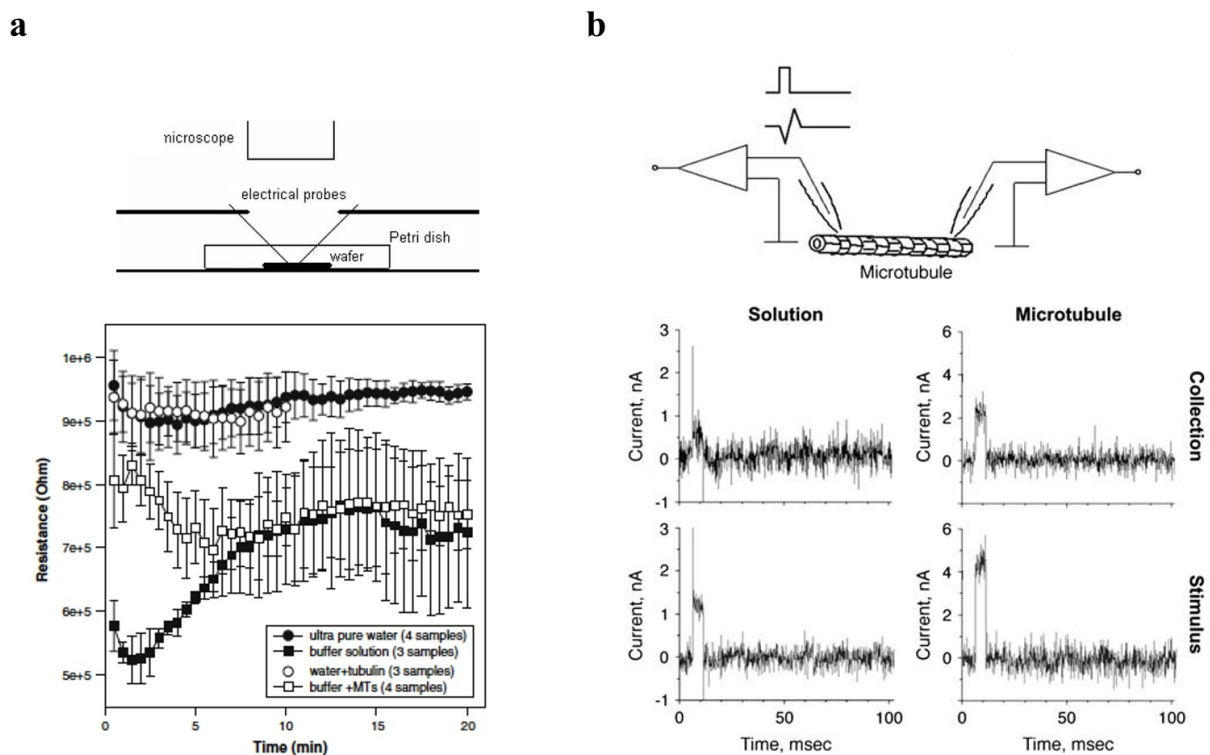 a
microscope
electrical probes
Petri dish
wafer
1e+6
9e+5
8e+5
7e+5
6e+5
5e+5
Resistance (Ohm)
ultra pure water (4 samples)
buffer solution (3 samples)
water+tubulin (3 samples)
buffer +MTs (4 samples)
0 5 10 15 20
Time (min)
b
Microtubule
Solution
Microtubule
3
2
1
0
-1
Current, nA
6
4
2
0
-2
Current, nA
Collection
3
2
1
0
-1
Current, nA
6
4
2
0
-2
Current, nA
Stimulus
0 50 100
Time, msec
0 50 100
Time, msec